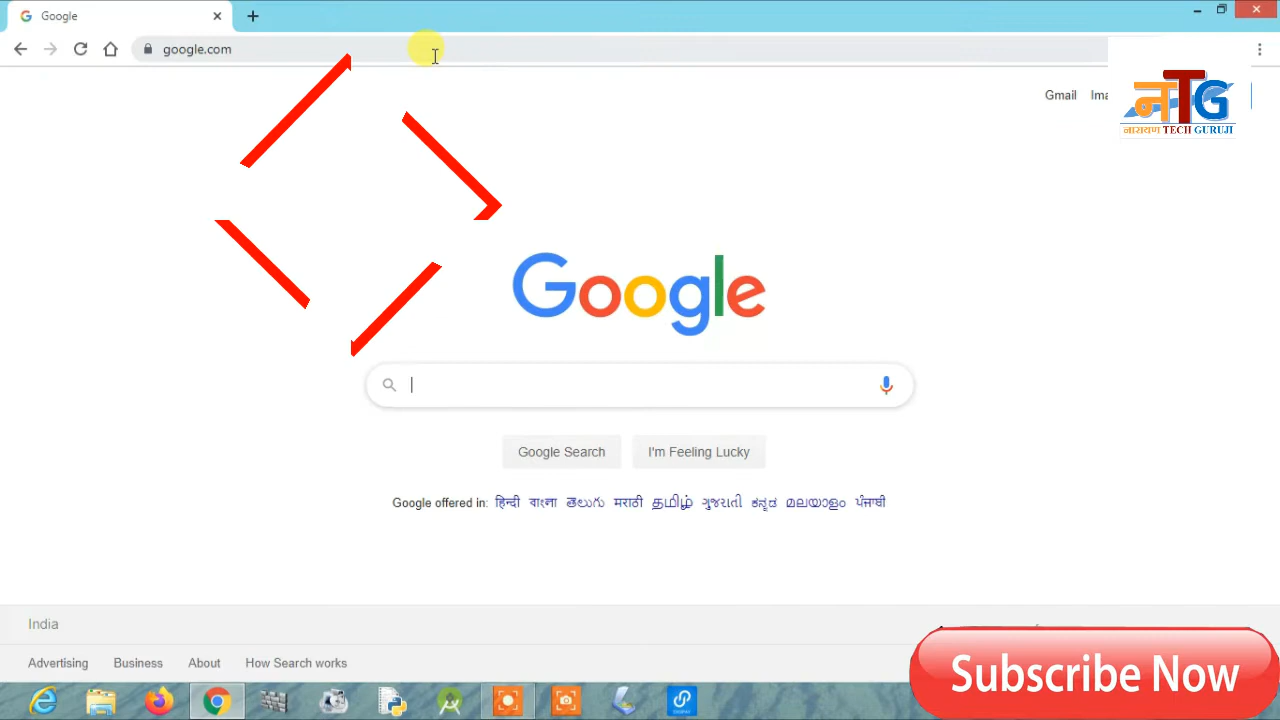 Google
google.com
Gmail
नTG
नारायण TECH GURUJI
Google
Google Search
I'm Feeling Lucky
Google offered in: हिन्दी বাংলা తెలుగు मराठी தமிழ் ગુજરાતી ಕನ್ನಡ മലയാളം ਪੰਜਾਬੀ
India
Advertising Business About How Search works
Subscribe Now